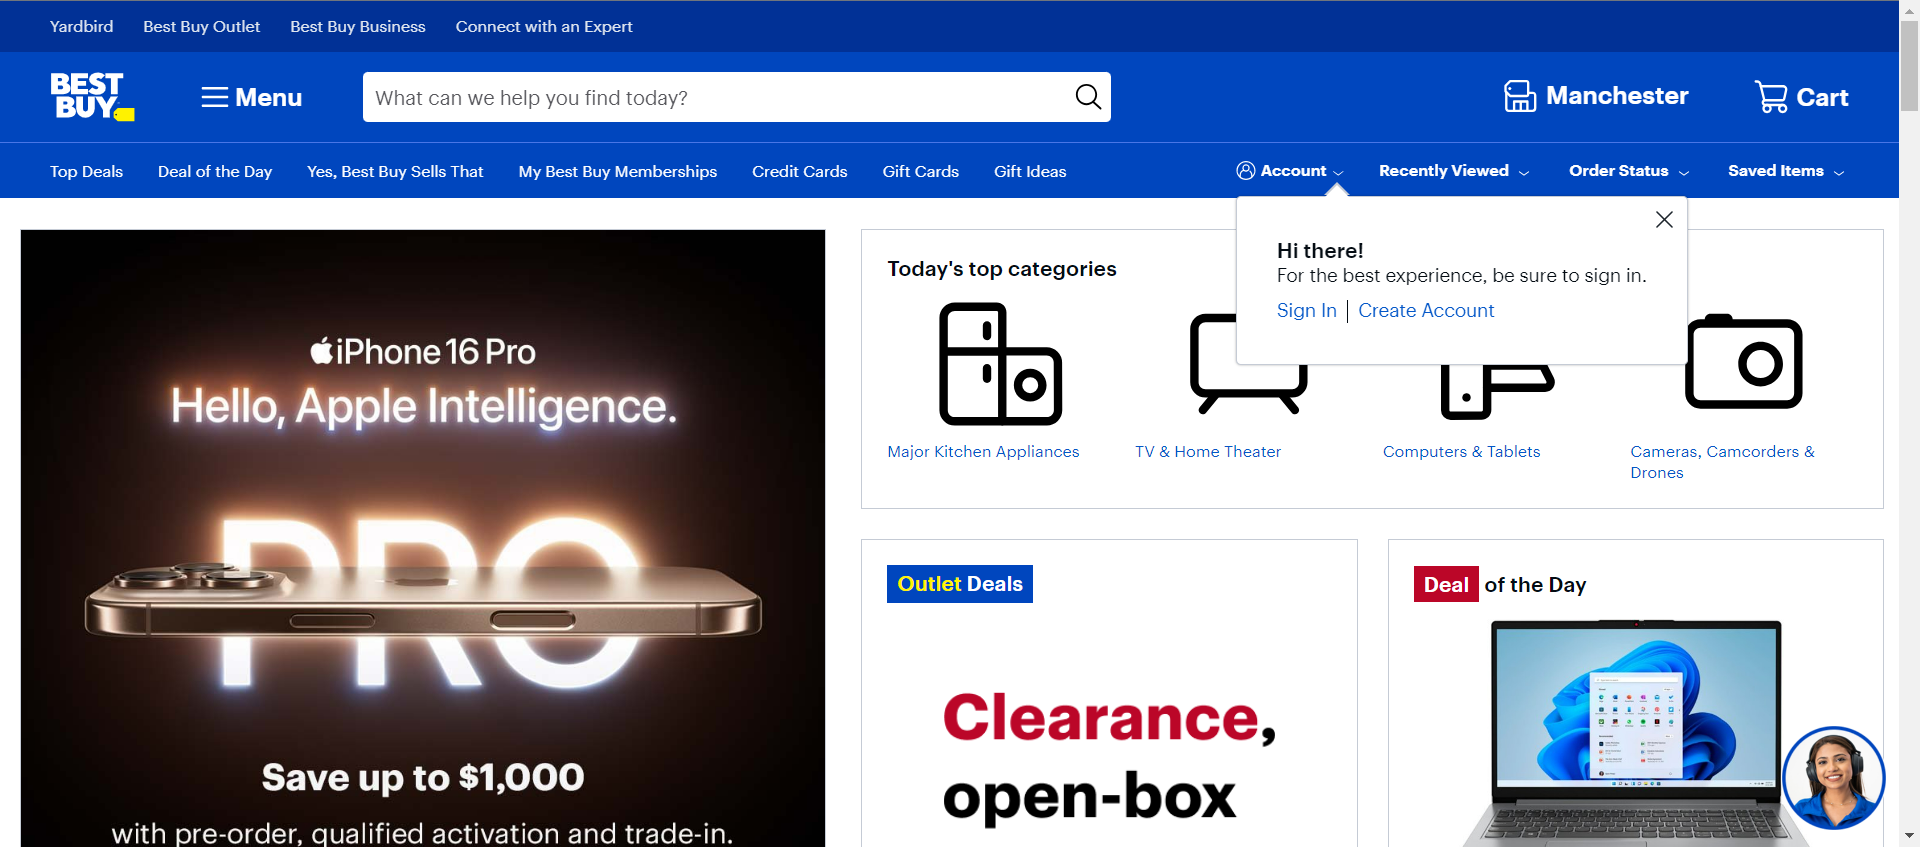 Yardbird
Best Buy Outlet
Best Buy Business
Connect with an Expert
BEST
BUY
Menu
What can we help you find today?
Manchester
Cart
Top Deals
Deal of the Day
Yes, Best Buy Sells That
My Best Buy Memberships
Credit Cards
Gift Cards
Gift Ideas
Account
Recently Viewed
Order Status
Saved Items
Hi there!
For the best experience, be sure to sign in.
Sign In
Create Account
iPhone 16 Pro
Hello, Apple Intelligence.
PRO
Save up to $1,000
with pre-order, qualified activation and trade-in.
Today's top categories
Major Kitchen Appliances
TV & Home Theater
Computers & Tablets
Cameras, Camcorders &
Drones
Outlet Deals
Clearance,
open-box
Deal of the Day